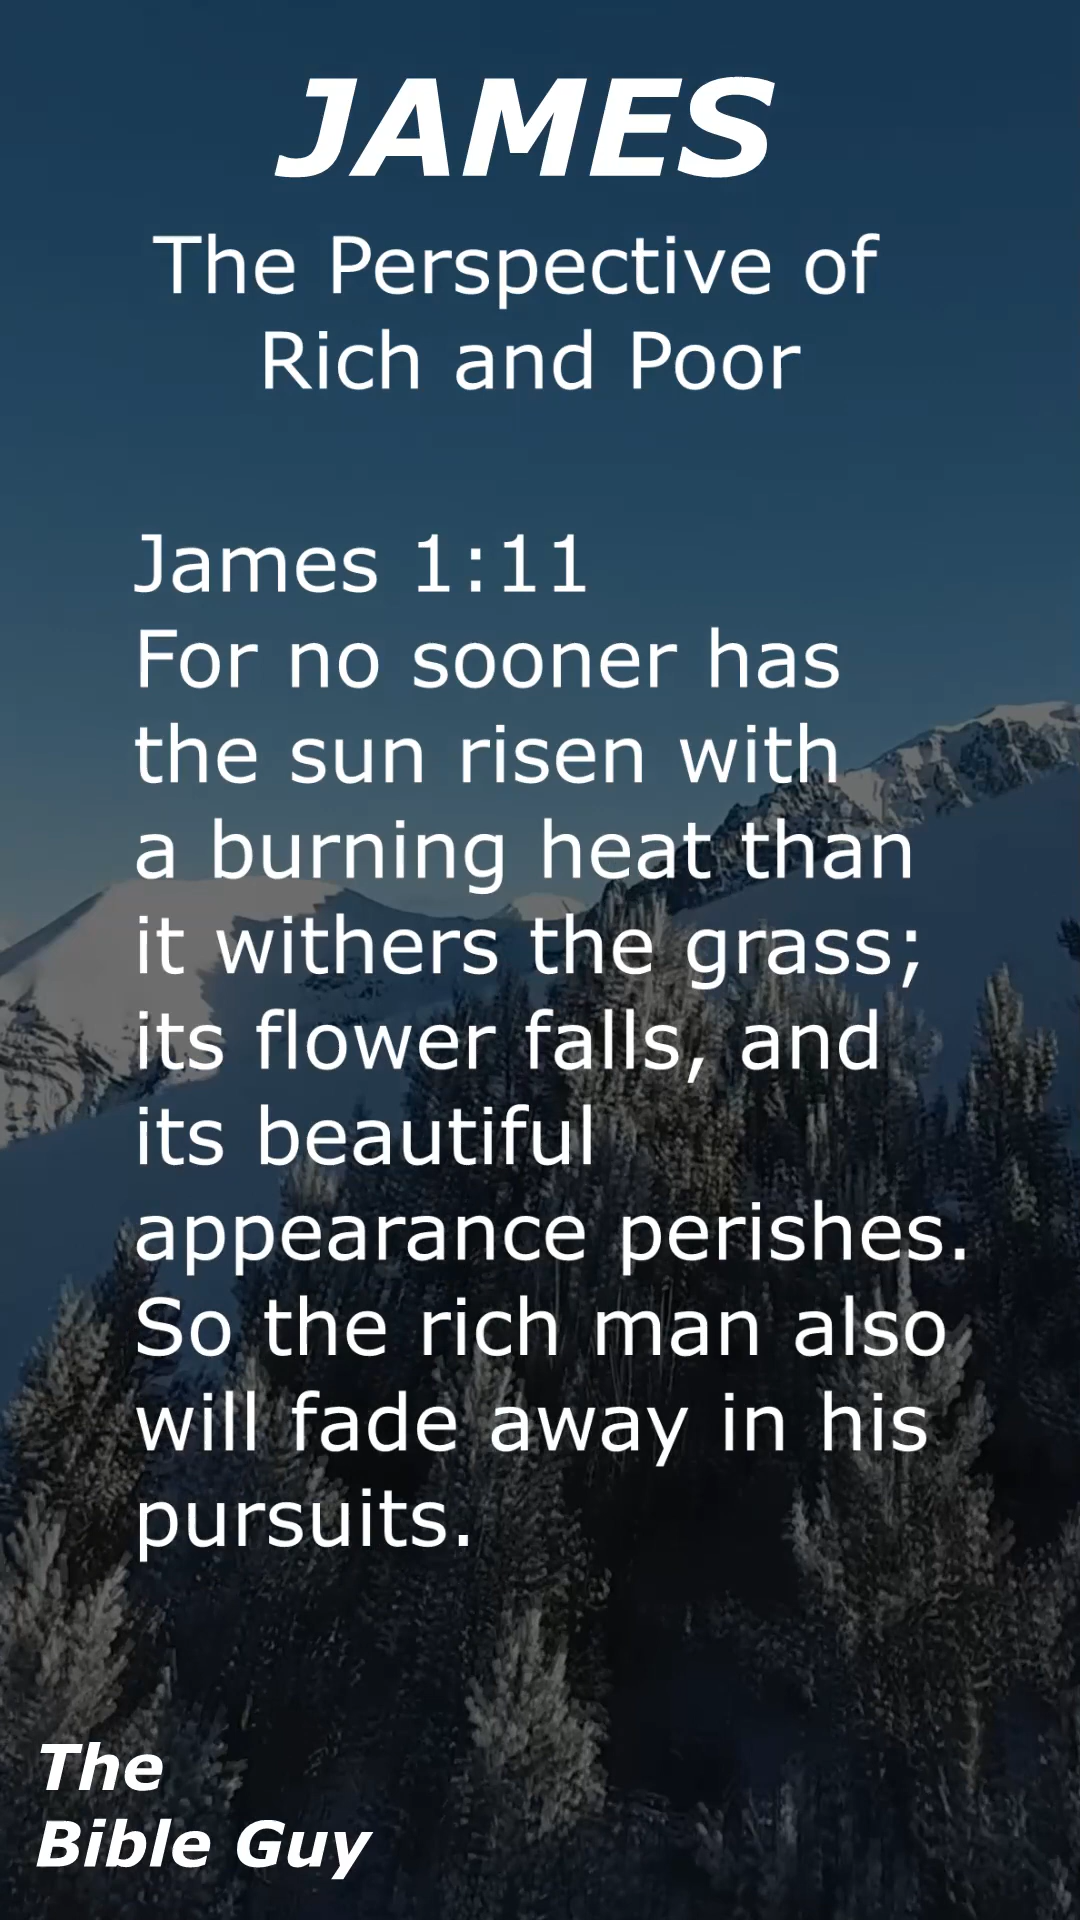 JAMES
The Perspective of
Rich and Poor
James 1:11
For no sooner has
the sun risen with
a burning heat than
it withers the grass;
its flower falls, and
its beautiful
appearance perishes.
So the rich man also
will fade away in his
pursuits.
The
Bible Guy